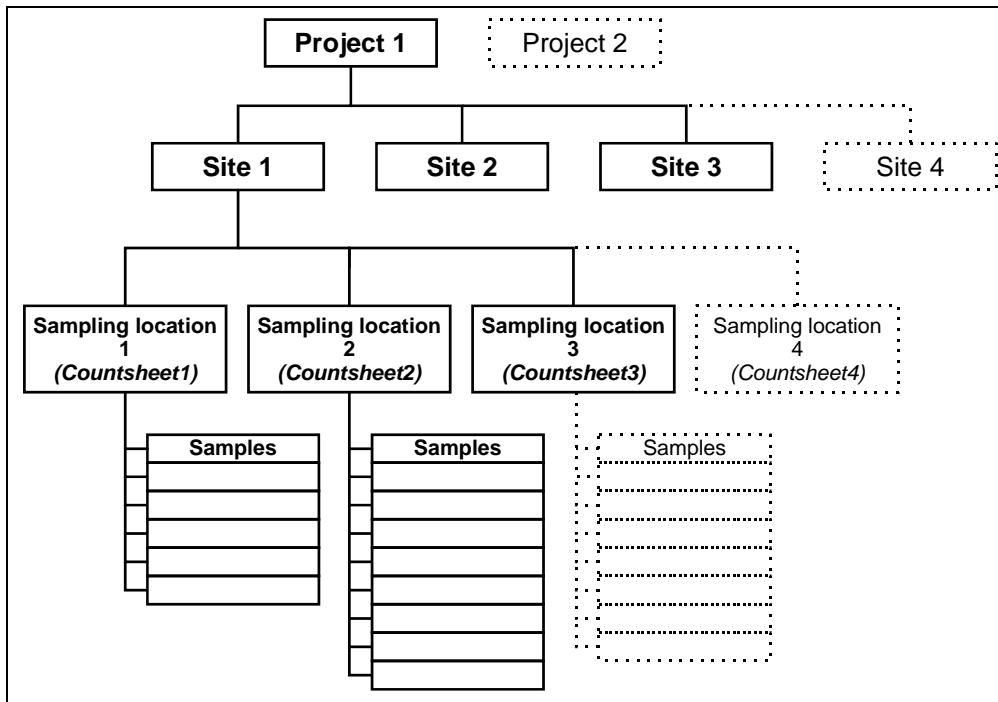 Project 1
Project 2
Site 1
Site 2
Site 3
Site 4
Sampling location
1
(Countsheet1)
Sampling location
2
(Countsheet2)
Sampling location
3
(Countsheet3)
Sampling location
4
(Countsheet4)
Samples
Samples
Samples